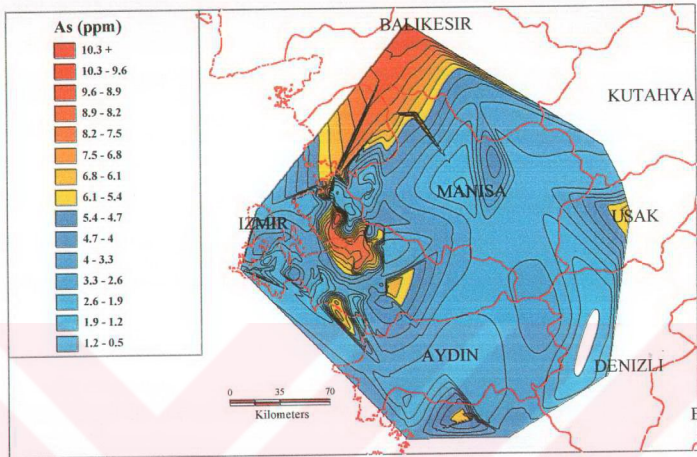 As (ppm)
10.3 +
10.3 - 9.6
9.6 - 8.9
8.9 - 8.2
8.2 - 7.5
7.5 - 6.8
6.8 - 6.1
6.1 - 5.4
5.4 - 4.7
4.7 - 4
4 - 3.3
3.3 - 2.6
2.6 - 1.9
1.9 - 1.2
1.2 - 0.5
BALIKESIR
KUTAHYA
MANISA
IZMIR
USAK
AYDIN
DENIZLI
0 35 70
Kilometers